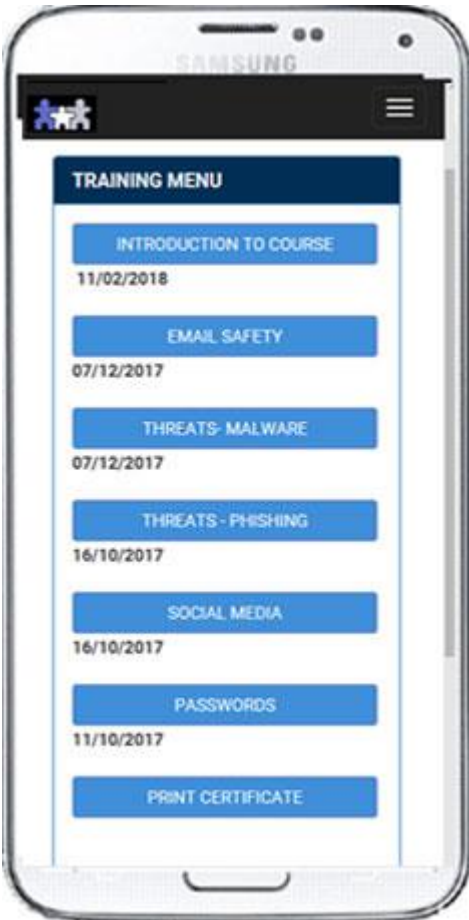 SAMSUNG
TRAINING MENU
INTRODUCTION TO COURSE
11/02/2018
EMAIL SAFETY
07/12/2017
THREATS- MALWARE
07/12/2017
THREATS - PHISHING
16/10/2017
SOCIAL MEDIA
16/10/2017
PASSWORDS
11/10/2017
PRINT CERTIFICATE